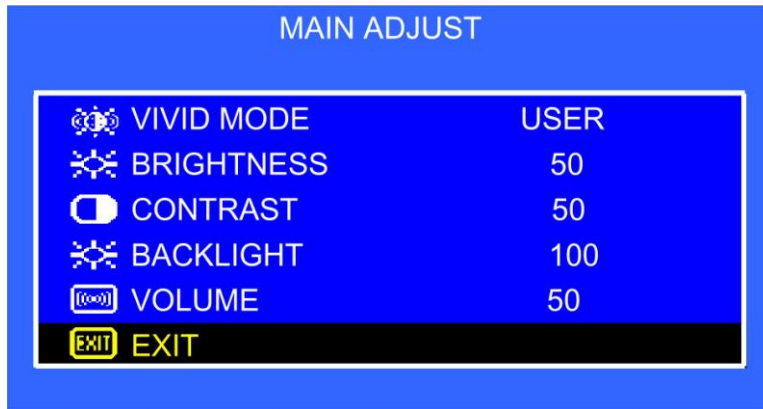 MAIN ADJUST
VIVID MODE USER
BRIGHTNESS 50
CONTRAST 50
BACKLIGHT 100
VOLUME 50
EXIT EXIT